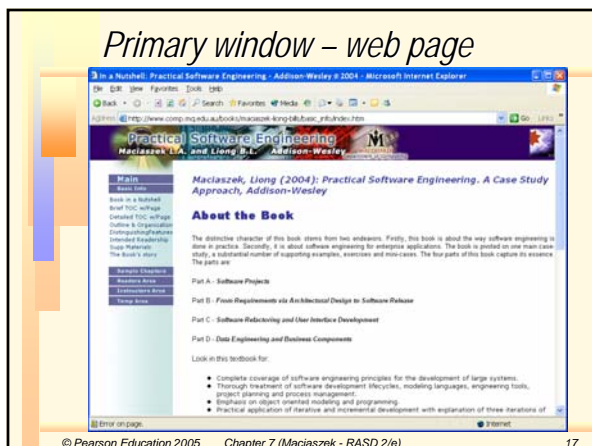 Primary window – web page
In a Nutshell: Practical Software Engineering - Addison-Wesley @ 2004 - Microsoft Internet Explorer
File Edit View Favorites Tools Help
Back Search Favorites Media
Address http://www.comp.mq.edu.au/books/maciaszek-liong-bib/basic_info/index.htm Go Links
Practical Software Engineering
Maciaszek L.A. and Liong B.L. Addison-Wesley
Main
Basic Info
Book in a Nutshell
Brief TOC w/Page
Detailed TOC w/Page
Outline & Organisation
DistinguishingFeatures
Intended Readership
Supp Materials
The Book's story
Sample Chapters
Readers Area
Instructors Area
Temp Area
Maciaszek, Liong (2004): Practical Software Engineering. A Case Study
Approach, Addison-Wesley
About the Book
The distinctive character of this book stems from two endeavors. Firstly, this book is about the way software engineering is
done in practice. Secondly, it is about software engineering for enterprise applications. The book is pivoted on one main case
study, a substantial number of supporting examples, exercises and mini-cases. The four parts of this book capture its essence.
The parts are
Part A - Software Projects
Part B - From Requirements via Architectural Design to Software Release
Part C - Software Refactoring and User Interface Development
Part D - Data Engineering and Business Components
Look in this textbook for:
Complete coverage of software engineering principles for the development of large systems.
Thorough treatment of software development lifecycles, modeling languages, engineering tools,
project planning and process management.
Emphasis on object oriented modeling and programming.
Practical application of iterative and incremental development with explanation of three iterations of
Error on page. Internet
© Pearson Education 2005 Chapter 7 (Maciaszek - RASD 2/e) 17